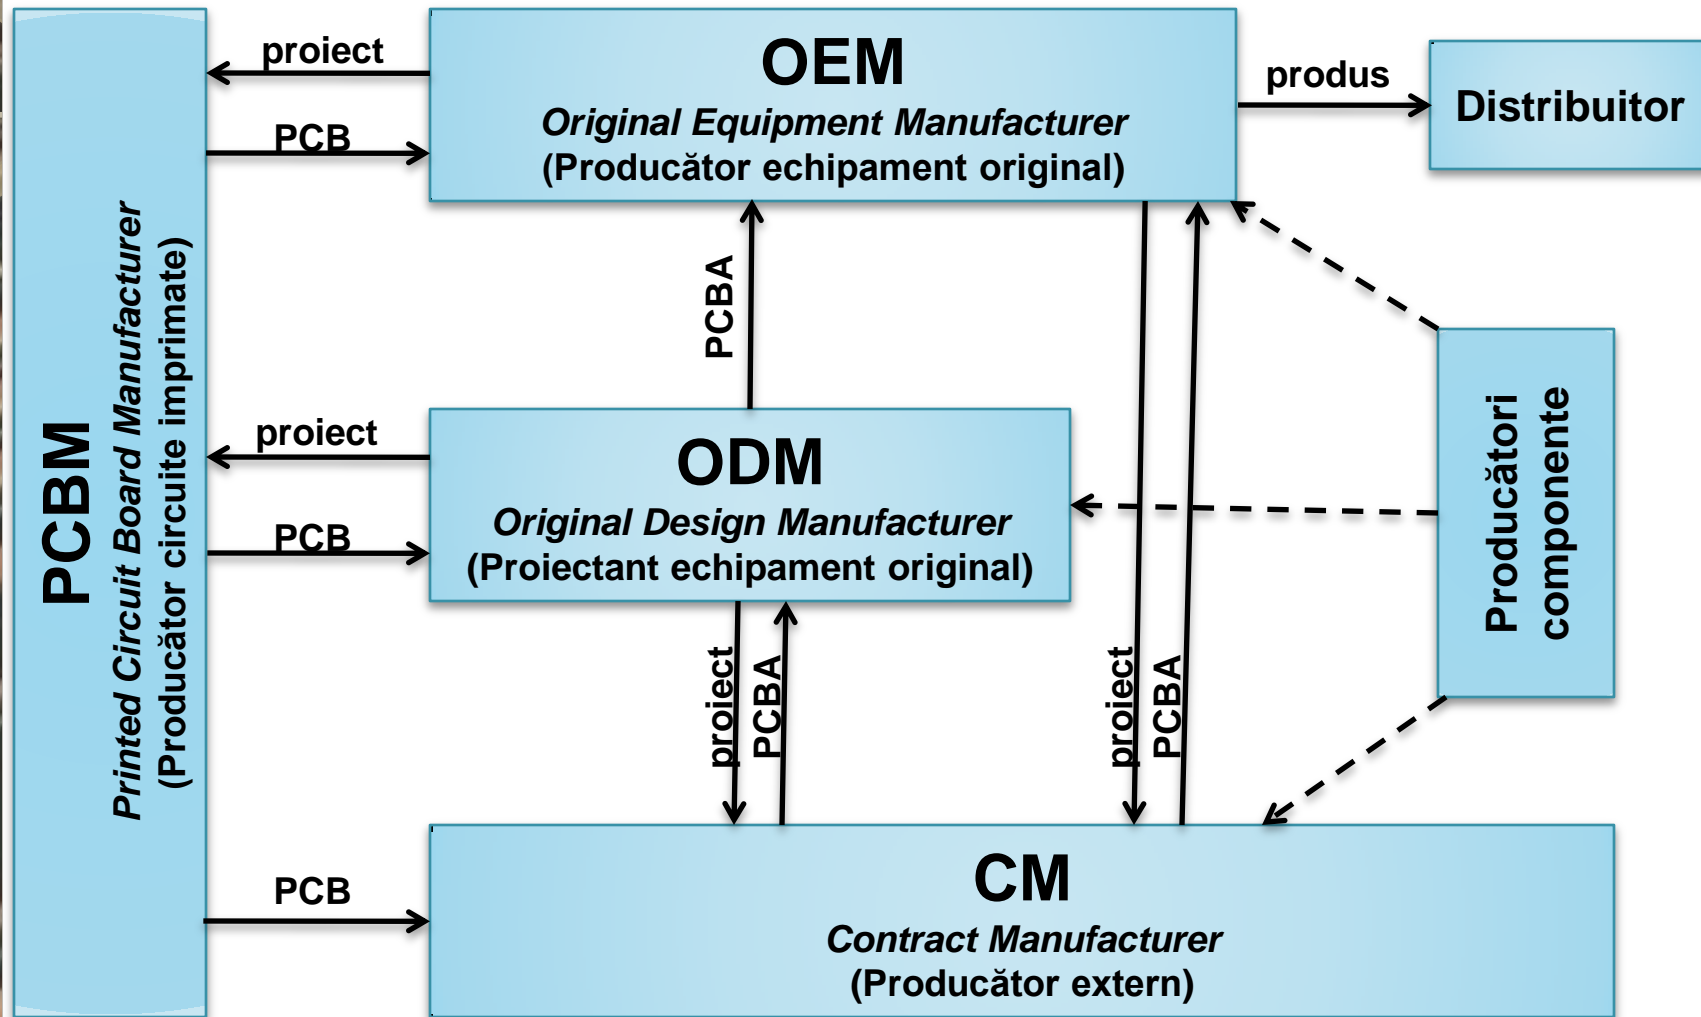 PCBM
Printed Circuit Board Manufacturer
(Producător circuite imprimate)
proiect
PCB
OEM
Original Equipment Manufacturer
(Producător echipament original)
produs
Distribuitor
PCBA
proiect
PCB
ODM
Original Design Manufacturer
(Proiectant echipament original)
Producători
componente
proiect
PCBA
proiect
PCBA
PCB
CM
Contract Manufacturer
(Producător extern)